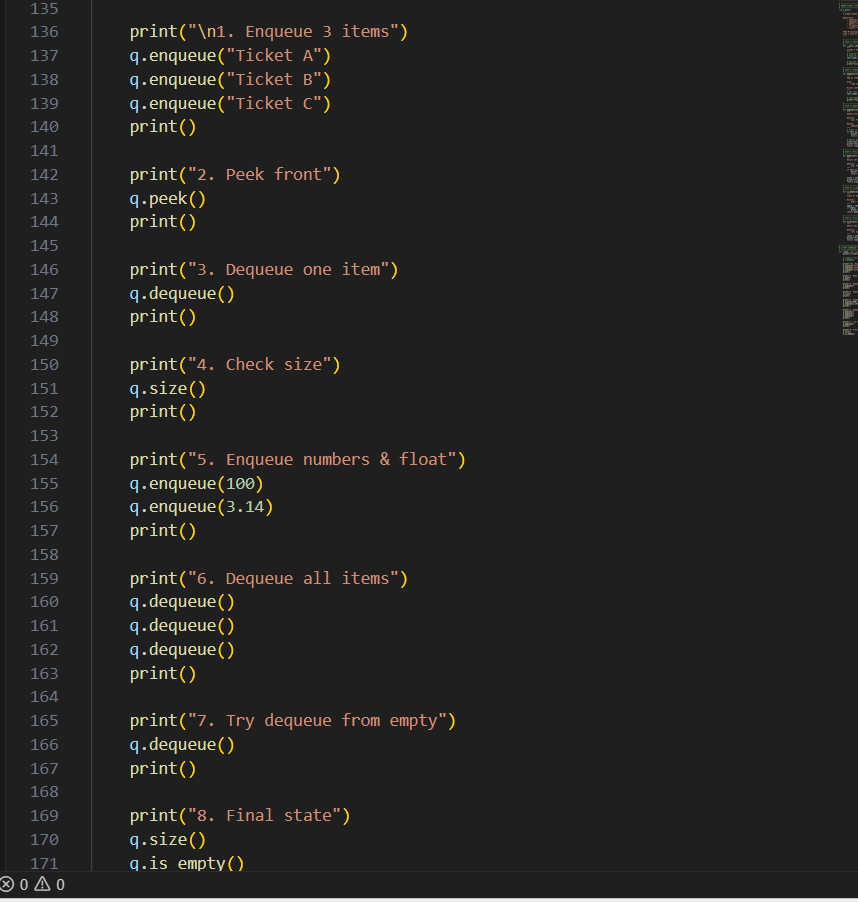 135
136 print("\n1. Enqueue 3 items")
137 q.enqueue("Ticket A")
138 q.enqueue("Ticket B")
139 q.enqueue("Ticket C")
140 print()
141
142 print("2. Peek front")
143 q.peek()
144 print()
145
146 print("3. Dequeue one item")
147 q.dequeue()
148 print()
149
150 print("4. Check size")
151 q.size()
152 print()
153
154 print("5. Enqueue numbers & float")
155 q.enqueue(100)
156 q.enqueue(3.14)
157 print()
158
159 print("6. Dequeue all items")
160 q.dequeue()
161 q.dequeue()
162 q.dequeue()
163 print()
164
165 print("7. Try dequeue from empty")
166 q.dequeue()
167 print()
168
169 print("8. Final state")
170 q.size()
171 q.is_empty()
0 0